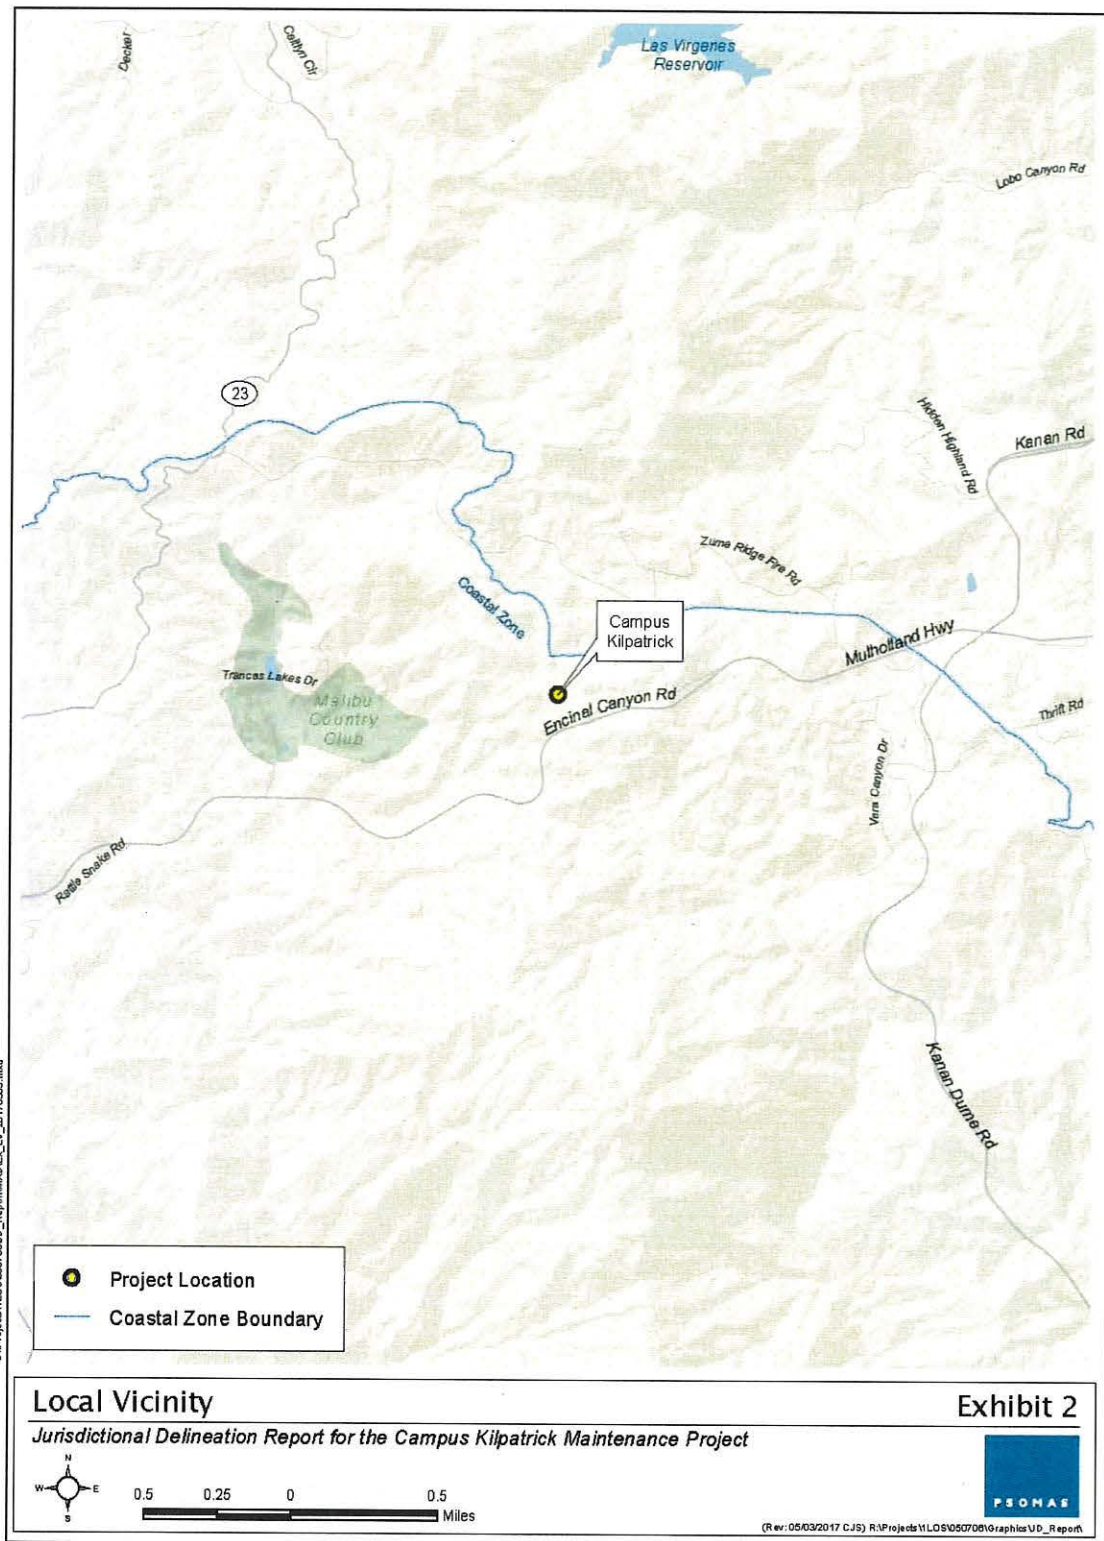 Decker
Caitlyn Cir
Las Virgenes
Reservoir
Lobo Canyon Rd
23
Hidden Highland Rd
Kanan Rd
Zuma Ridge Fire Rd
Coastal Zone
Campus
Kilpatrick
Mulholland Hwy
Trancas Lakes Dr
Malibu
Country
Club
Encinal Canyon Rd
Thrift Rd
Vera Canyon Dr
Rattle Snake Rd
Kanan Dume Rd
Project Location
Coastal Zone Boundary
Local Vicinity
Exhibit 2
Jurisdictional Delineation Report for the Campus Kilpatrick Maintenance Project
N
W E
S
0.5 0.25 0 0.5
Miles
PSOMAS
(Rev: 05/03/2017 CJS) R:\Projects\1LOS\050706\Graphics\JD_Report\